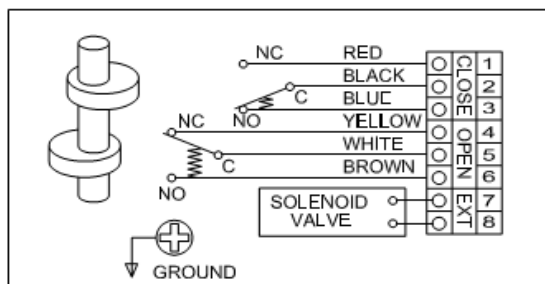 NC RED 1
BLACK 2
C
BLUE 3
NO
NC YELLOW 4
WHITE 5
C
BROWN 6
NO
CLOSE
OPEN
EXT
SOLENOID 7
VALVE 8
GROUND